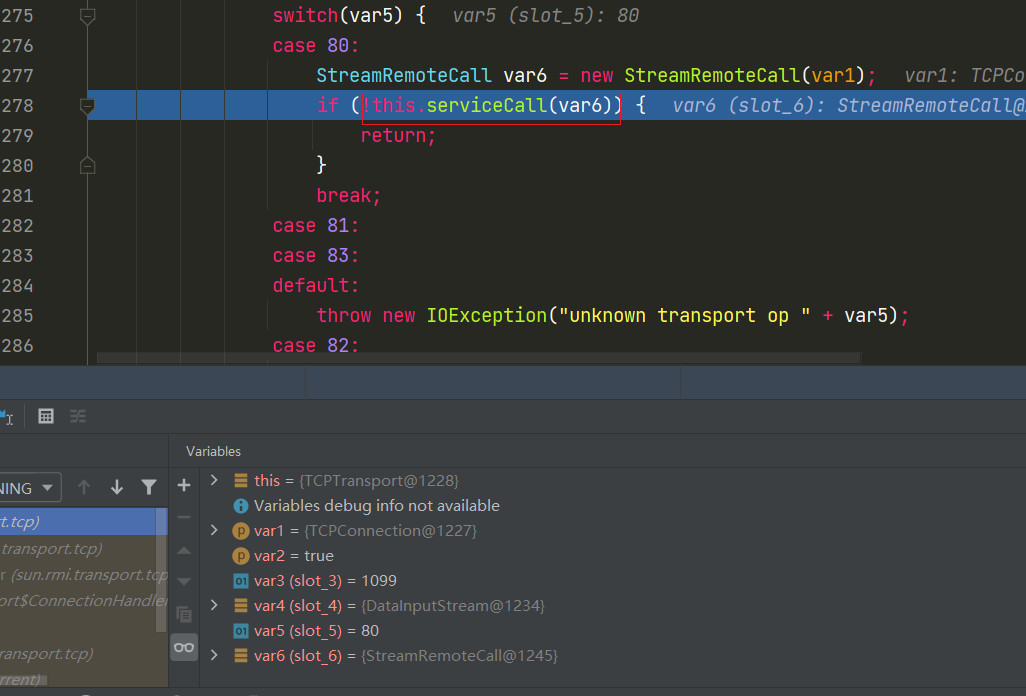 275 switch(var5) { var5 (slot_5): 80
276 case 80:
277 StreamRemoteCall var6 = new StreamRemoteCall(var1); var1: TCPCo
278 if (!this.serviceCall(var6)) { var6 (slot_6): StreamRemoteCall@
279 return;
280 }
281 break;
282 case 81:
283 case 83:
284 default:
285 throw new IOException("unknown transport op " + var5);
286 case 82:
Variables
NING
this = {TCPTransport@1228}
Variables debug info not available
t.tcp)
var1 = {TCPConnection@1227}
transport.tcp)
var2 = true
r (sun.rmi.transport.tcp
var3 (slot_3) = 1099
ort$ConnectionHandler
var4 (slot_4) = {DataInputStream@1234}
var5 (slot_5) = 80
ransport.tcp)
var6 (slot_6) = {StreamRemoteCall@1245}
rrent)